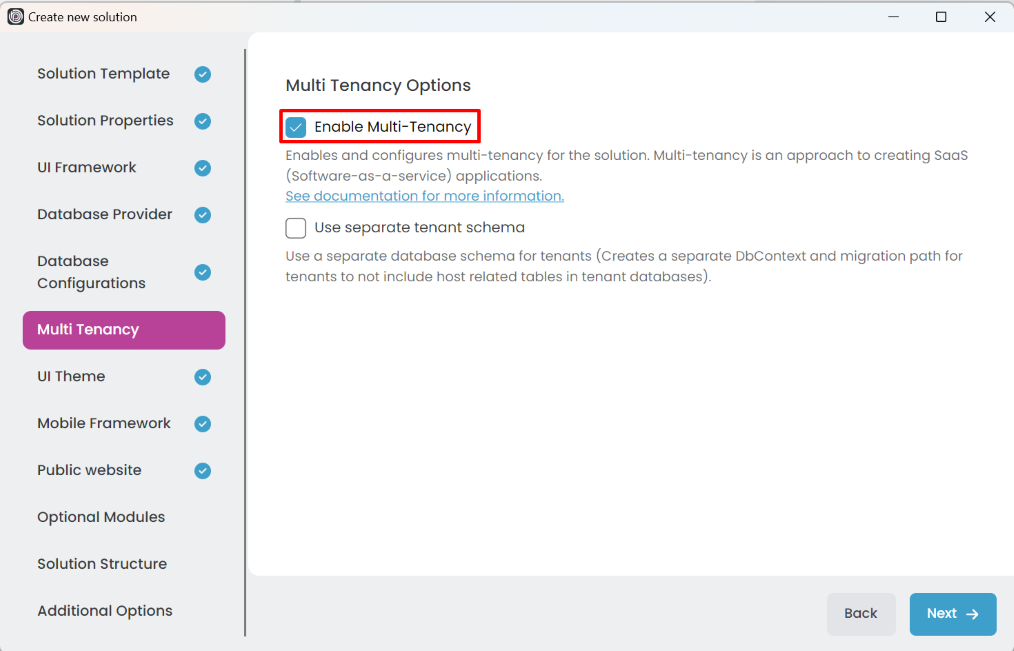 Create new solution
Solution Template
Solution Properties
UI Framework
Database Provider
Database
Configurations
Multi Tenancy
UI Theme
Mobile Framework
Public website
Optional Modules
Solution Structure
Additional Options
Multi Tenancy Options
Enable Multi-Tenancy
Enables and configures multi-tenancy for the solution. Multi-tenancy is an approach to creating SaaS
(Software-as-a-service) applications.
See documentation for more information.
Use separate tenant schema
Use a separate database schema for tenants (Creates a separate DbContext and migration path for
tenants to not include host related tables in tenant databases).
Back
Next →